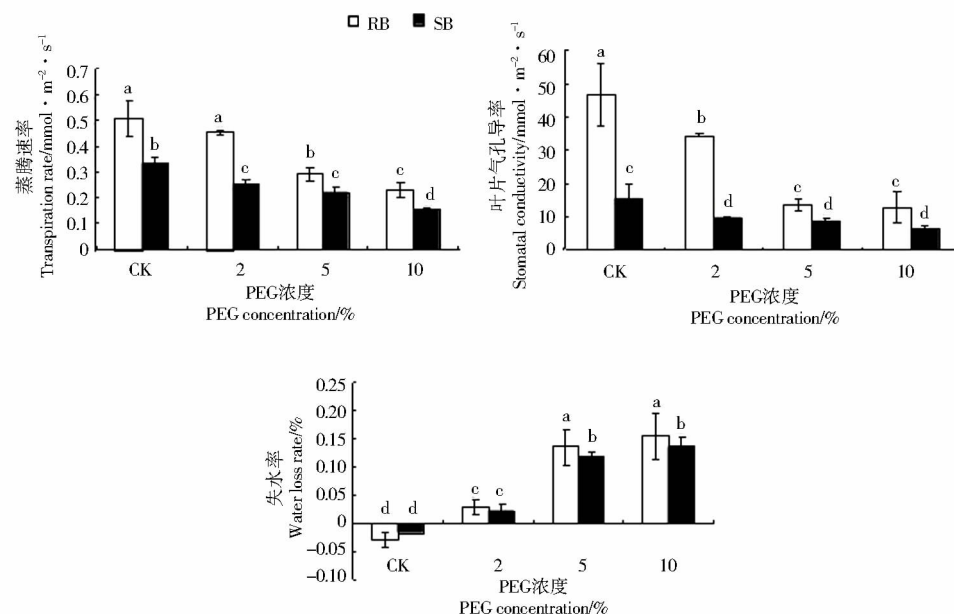 RB SB
蒸腾速率
Transpiration rate/mmol·m⁻²·s⁻¹
0.7
0.6
0.5
0.4
0.3
0.2
0.1
0
a b a c b c c d
CK 2 5 10
PEG浓度
PEG concentration/%
叶片气孔导率
Stomatal conductivity/mmol·m⁻²·s⁻¹
60
50
40
30
20
10
0
a c b d c d c d
CK 2 5 10
PEG浓度
PEG concentration/%
失水率
Water loss rate/%
0.25
0.20
0.15
0.10
0.05
0
-0.05
-0.10
d d c c a b a b
CK 2 5 10
PEG浓度
PEG concentration/%